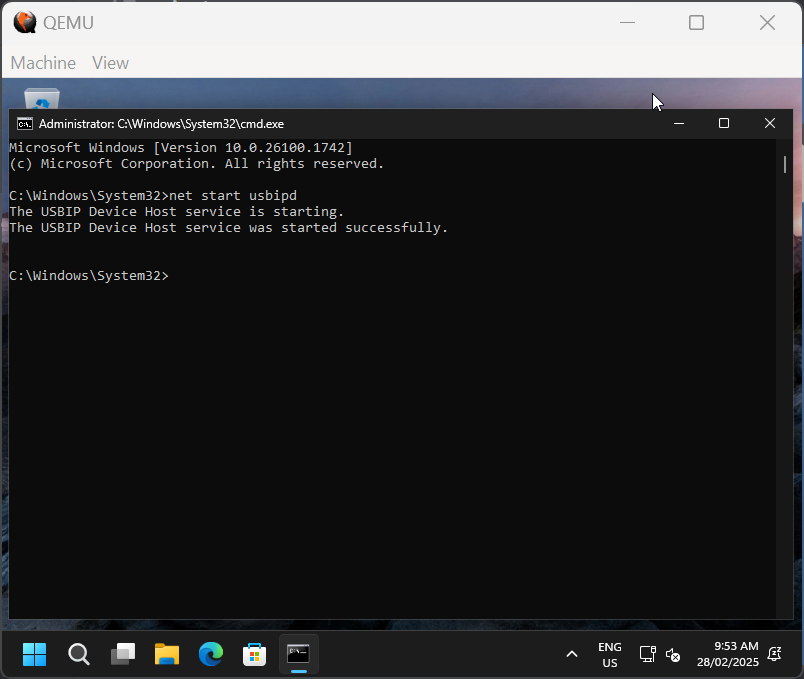 QEMU
Machine View
Administrator: C:\Windows\System32\cmd.exe
Microsoft Windows [Version 10.0.26100.1742]
(c) Microsoft Corporation. All rights reserved.
C:\Windows\System32>net start usbipd
The USBIP Device Host service is starting.
The USBIP Device Host service was started successfully.
C:\Windows\System32>
ENG
US
9:53 AM
28/02/2025